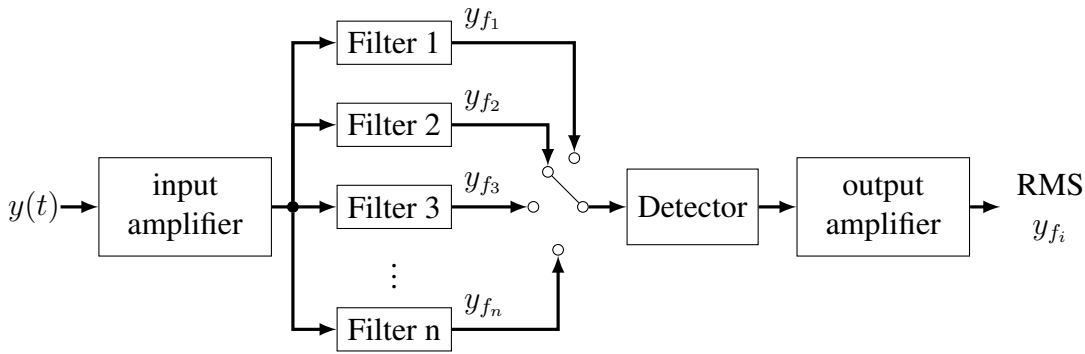 Filter 1
y_{f_1}
Filter 2
y_{f_2}
y(t)
input
amplifier
Filter 3
y_{f_3}
Detector
output
amplifier
RMS
y_{f_i}
⋮
Filter n
y_{f_n}